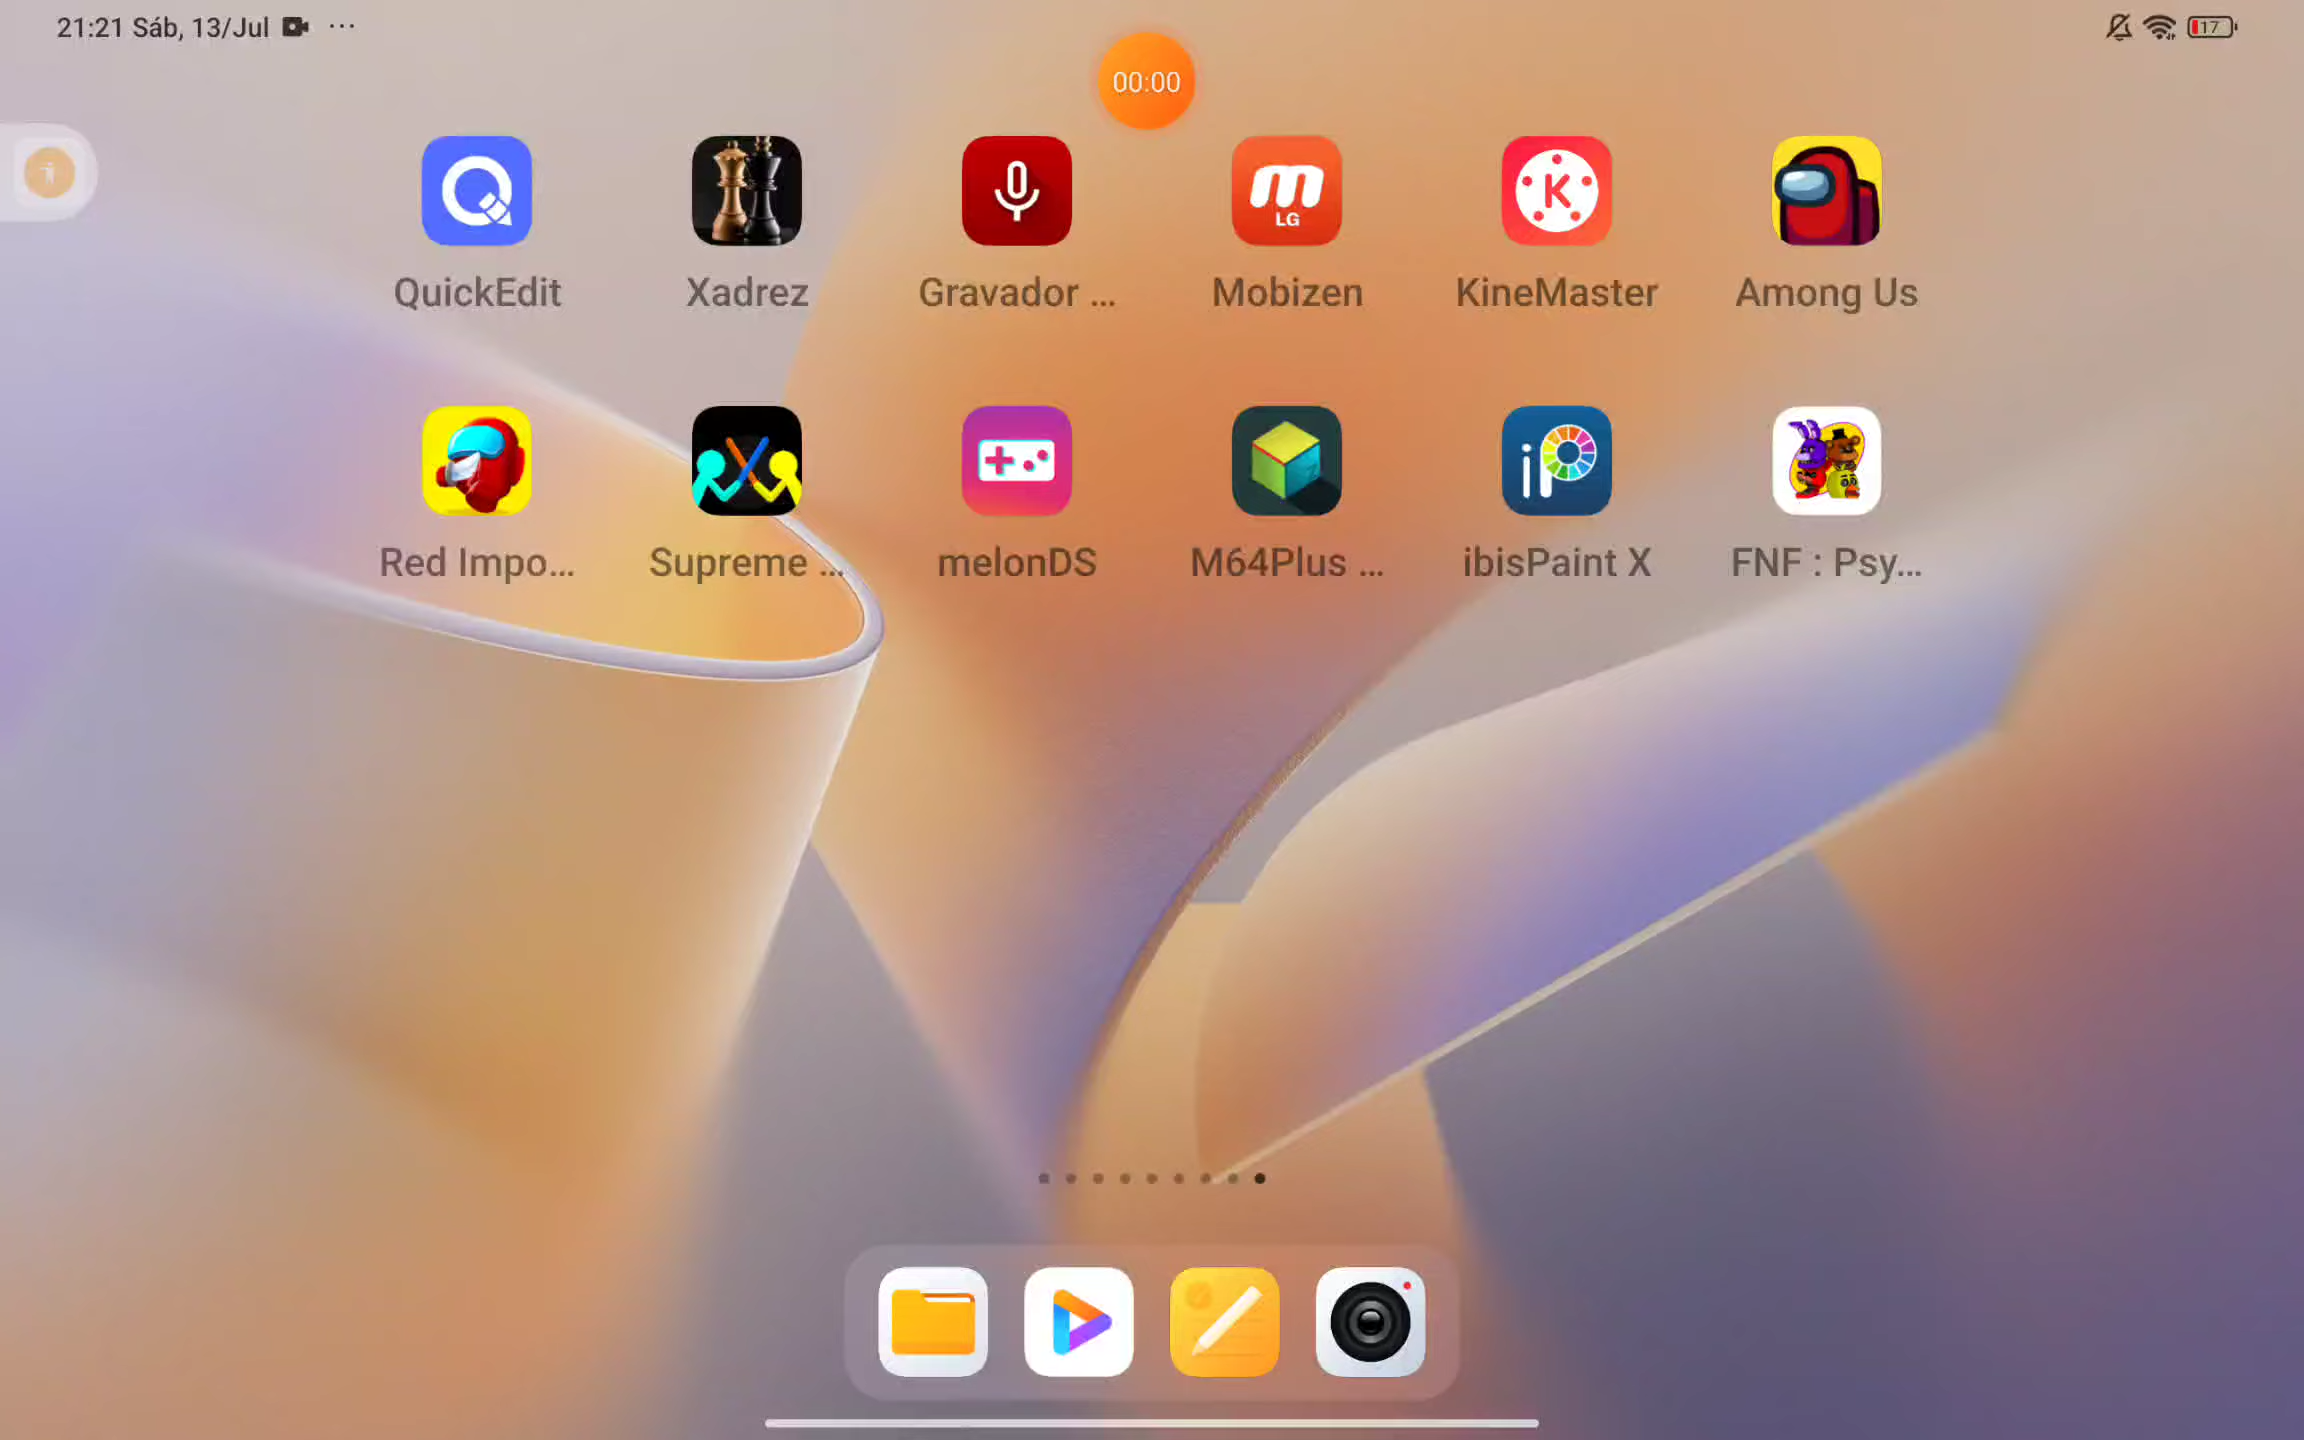 21:21 Sáb, 13/Jul ···
17
00:00
QuickEdit
Xadrez
Gravador ...
m
LG
Mobizen
K
KineMaster
Among Us
Red Impo...
Supreme ...
melonDS
M64Plus ...
iP
ibisPaint X
FNF : Psy...